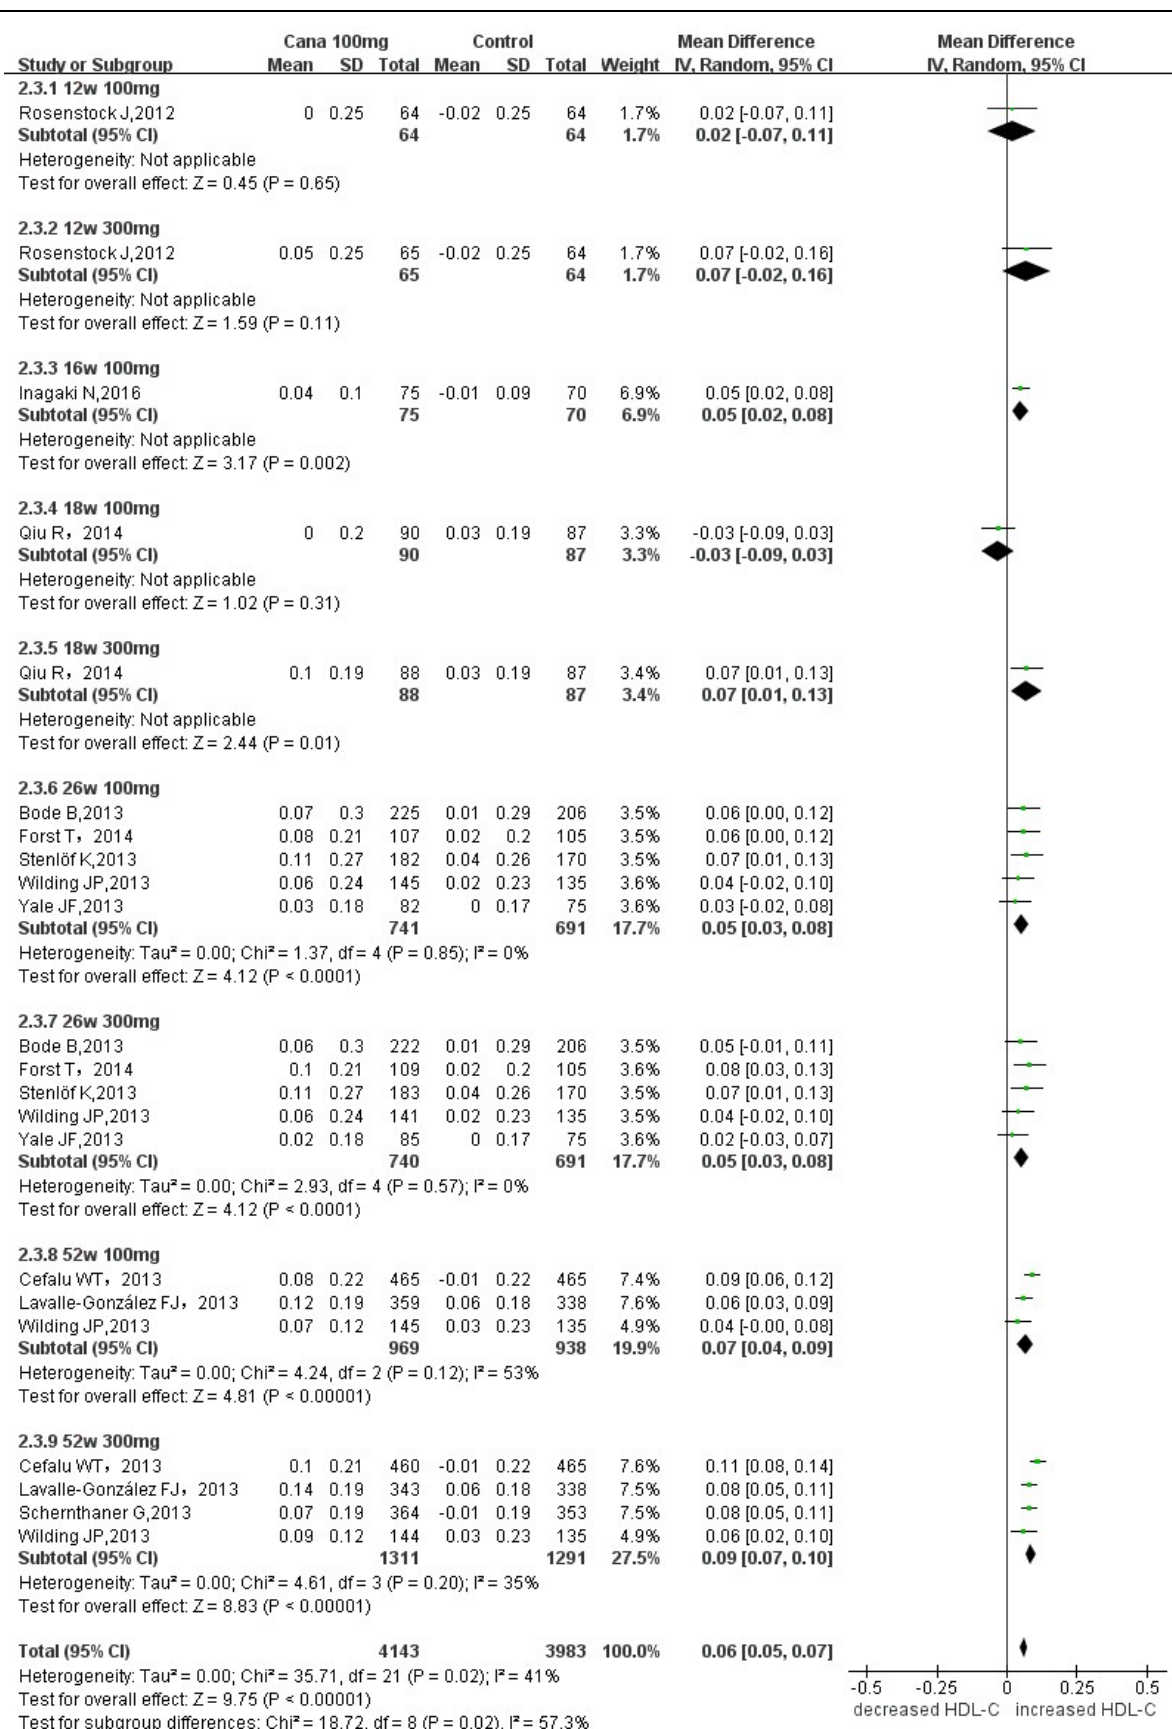 Cana 100mg Control Mean Difference Mean Difference
Study or Subgroup Mean SD Total Mean SD Total Weight IV, Random, 95% CI IV, Random, 95% CI
2.3.1 12w 100mg
Rosenstock J,2012 0 0.25 64 -0.02 0.25 64 1.7% 0.02 [-0.07, 0.11]
Subtotal (95% CI) 64 64 1.7% 0.02 [-0.07, 0.11]
Heterogeneity: Not applicable
Test for overall effect: Z = 0.45 (P = 0.65)
2.3.2 12w 300mg
Rosenstock J,2012 0.05 0.25 65 -0.02 0.25 64 1.7% 0.07 [-0.02, 0.16]
Subtotal (95% CI) 65 64 1.7% 0.07 [-0.02, 0.16]
Heterogeneity: Not applicable
Test for overall effect: Z = 1.59 (P = 0.11)
2.3.3 16w 100mg
Inagaki N,2016 0.04 0.1 75 -0.01 0.09 70 6.9% 0.05 [0.02, 0.08]
Subtotal (95% CI) 75 70 6.9% 0.05 [0.02, 0.08]
Heterogeneity: Not applicable
Test for overall effect: Z = 3.17 (P = 0.002)
2.3.4 18w 100mg
Qiu R，2014 0 0.2 90 0.03 0.19 87 3.3% -0.03 [-0.09, 0.03]
Subtotal (95% CI) 90 87 3.3% -0.03 [-0.09, 0.03]
Heterogeneity: Not applicable
Test for overall effect: Z = 1.02 (P = 0.31)
2.3.5 18w 300mg
Qiu R，2014 0.1 0.19 88 0.03 0.19 87 3.4% 0.07 [0.01, 0.13]
Subtotal (95% CI) 88 87 3.4% 0.07 [0.01, 0.13]
Heterogeneity: Not applicable
Test for overall effect: Z = 2.44 (P = 0.01)
2.3.6 26w 100mg
Bode B,2013 0.07 0.3 225 0.01 0.29 206 3.5% 0.06 [0.00, 0.12]
Forst T，2014 0.08 0.21 107 0.02 0.2 105 3.5% 0.06 [0.00, 0.12]
Stenlöf K,2013 0.11 0.27 182 0.04 0.26 170 3.5% 0.07 [0.01, 0.13]
Wilding JP,2013 0.06 0.24 145 0.02 0.23 135 3.6% 0.04 [-0.02, 0.10]
Yale JF,2013 0.03 0.18 82 0 0.17 75 3.6% 0.03 [-0.02, 0.08]
Subtotal (95% CI) 741 691 17.7% 0.05 [0.03, 0.08]
Heterogeneity: Tau² = 0.00; Chi² = 1.37, df = 4 (P = 0.85); I² = 0%
Test for overall effect: Z = 4.12 (P < 0.0001)
2.3.7 26w 300mg
Bode B,2013 0.06 0.3 222 0.01 0.29 206 3.5% 0.05 [-0.01, 0.11]
Forst T，2014 0.1 0.21 109 0.02 0.2 105 3.6% 0.08 [0.03, 0.13]
Stenlöf K,2013 0.11 0.27 183 0.04 0.26 170 3.5% 0.07 [0.01, 0.13]
Wilding JP,2013 0.06 0.24 141 0.02 0.23 135 3.5% 0.04 [-0.02, 0.10]
Yale JF,2013 0.02 0.18 85 0 0.17 75 3.6% 0.02 [-0.03, 0.07]
Subtotal (95% CI) 740 691 17.7% 0.05 [0.03, 0.08]
Heterogeneity: Tau² = 0.00; Chi² = 2.93, df = 4 (P = 0.57); I² = 0%
Test for overall effect: Z = 4.12 (P < 0.0001)
2.3.8 52w 100mg
Cefalu WT，2013 0.08 0.22 465 -0.01 0.22 465 7.4% 0.09 [0.06, 0.12]
Lavalle-González FJ，2013 0.12 0.19 359 0.06 0.18 338 7.6% 0.06 [0.03, 0.09]
Wilding JP,2013 0.07 0.12 145 0.03 0.23 135 4.9% 0.04 [-0.00, 0.08]
Subtotal (95% CI) 969 938 19.9% 0.07 [0.04, 0.09]
Heterogeneity: Tau² = 0.00; Chi² = 4.24, df = 2 (P = 0.12); I² = 53%
Test for overall effect: Z = 4.81 (P < 0.00001)
2.3.9 52w 300mg
Cefalu WT，2013 0.1 0.21 460 -0.01 0.22 465 7.6% 0.11 [0.08, 0.14]
Lavalle-González FJ，2013 0.14 0.19 343 0.06 0.18 338 7.5% 0.08 [0.05, 0.11]
Schernthaner G,2013 0.07 0.19 364 -0.01 0.19 353 7.5% 0.08 [0.05, 0.11]
Wilding JP,2013 0.09 0.12 144 0.03 0.23 135 4.9% 0.06 [0.02, 0.10]
Subtotal (95% CI) 1311 1291 27.5% 0.09 [0.07, 0.10]
Heterogeneity: Tau² = 0.00; Chi² = 4.61, df = 3 (P = 0.20); I² = 35%
Test for overall effect: Z = 8.83 (P < 0.00001)
Total (95% CI) 4143 3983 100.0% 0.06 [0.05, 0.07]
Heterogeneity: Tau² = 0.00; Chi² = 35.71, df = 21 (P = 0.02); I² = 41%
Test for overall effect: Z = 9.75 (P < 0.00001)
Test for subgroup differences: Chi² = 18.72, df = 8 (P = 0.02), I² = 57.3%
-0.5 -0.25 0 0.25 0.5
decreased HDL-C increased HDL-C